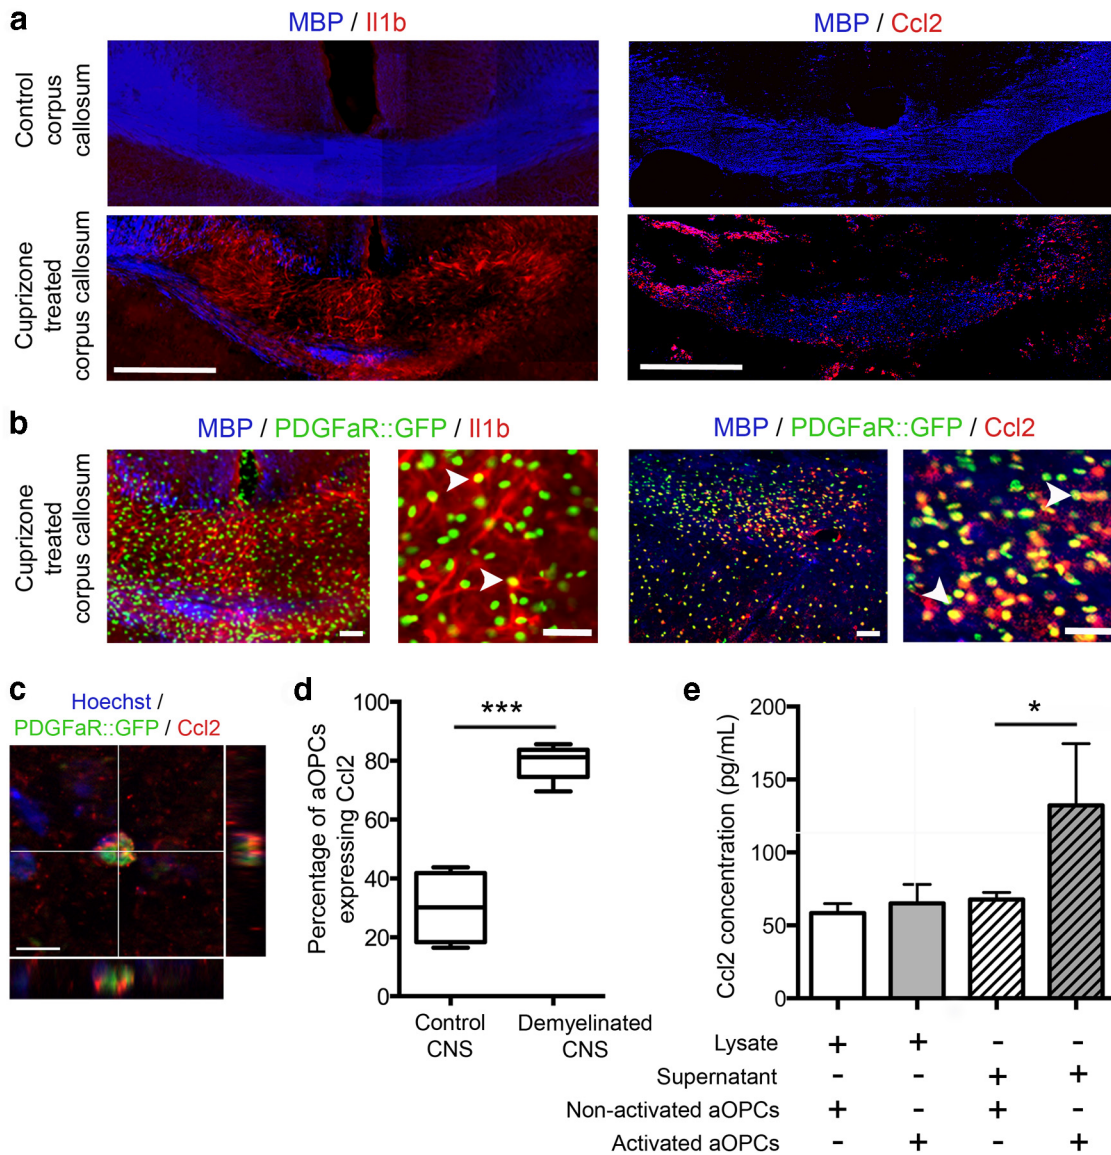 a
MBP / Il1b
MBP / Ccl2
Control
corpus
callosum
Cuprizone
treated
corpus callosum
b
MBP / PDGFaR::GFP / Il1b
MBP / PDGFaR::GFP / Ccl2
Cuprizone
treated
corpus callosum
c
Hoechst /
PDGFaR::GFP / Ccl2
d
Percentage of aOPCs
expressing Ccl2
100
80
60
40
20
0
***
Control
CNS
Demyelinated
CNS
e
Ccl2 concentration (pg/mL)
200
150
100
50
0
*
Lysate + + - -
Supernatant - - + +
Non-activated aOPCs + - + -
Activated aOPCs - + - +